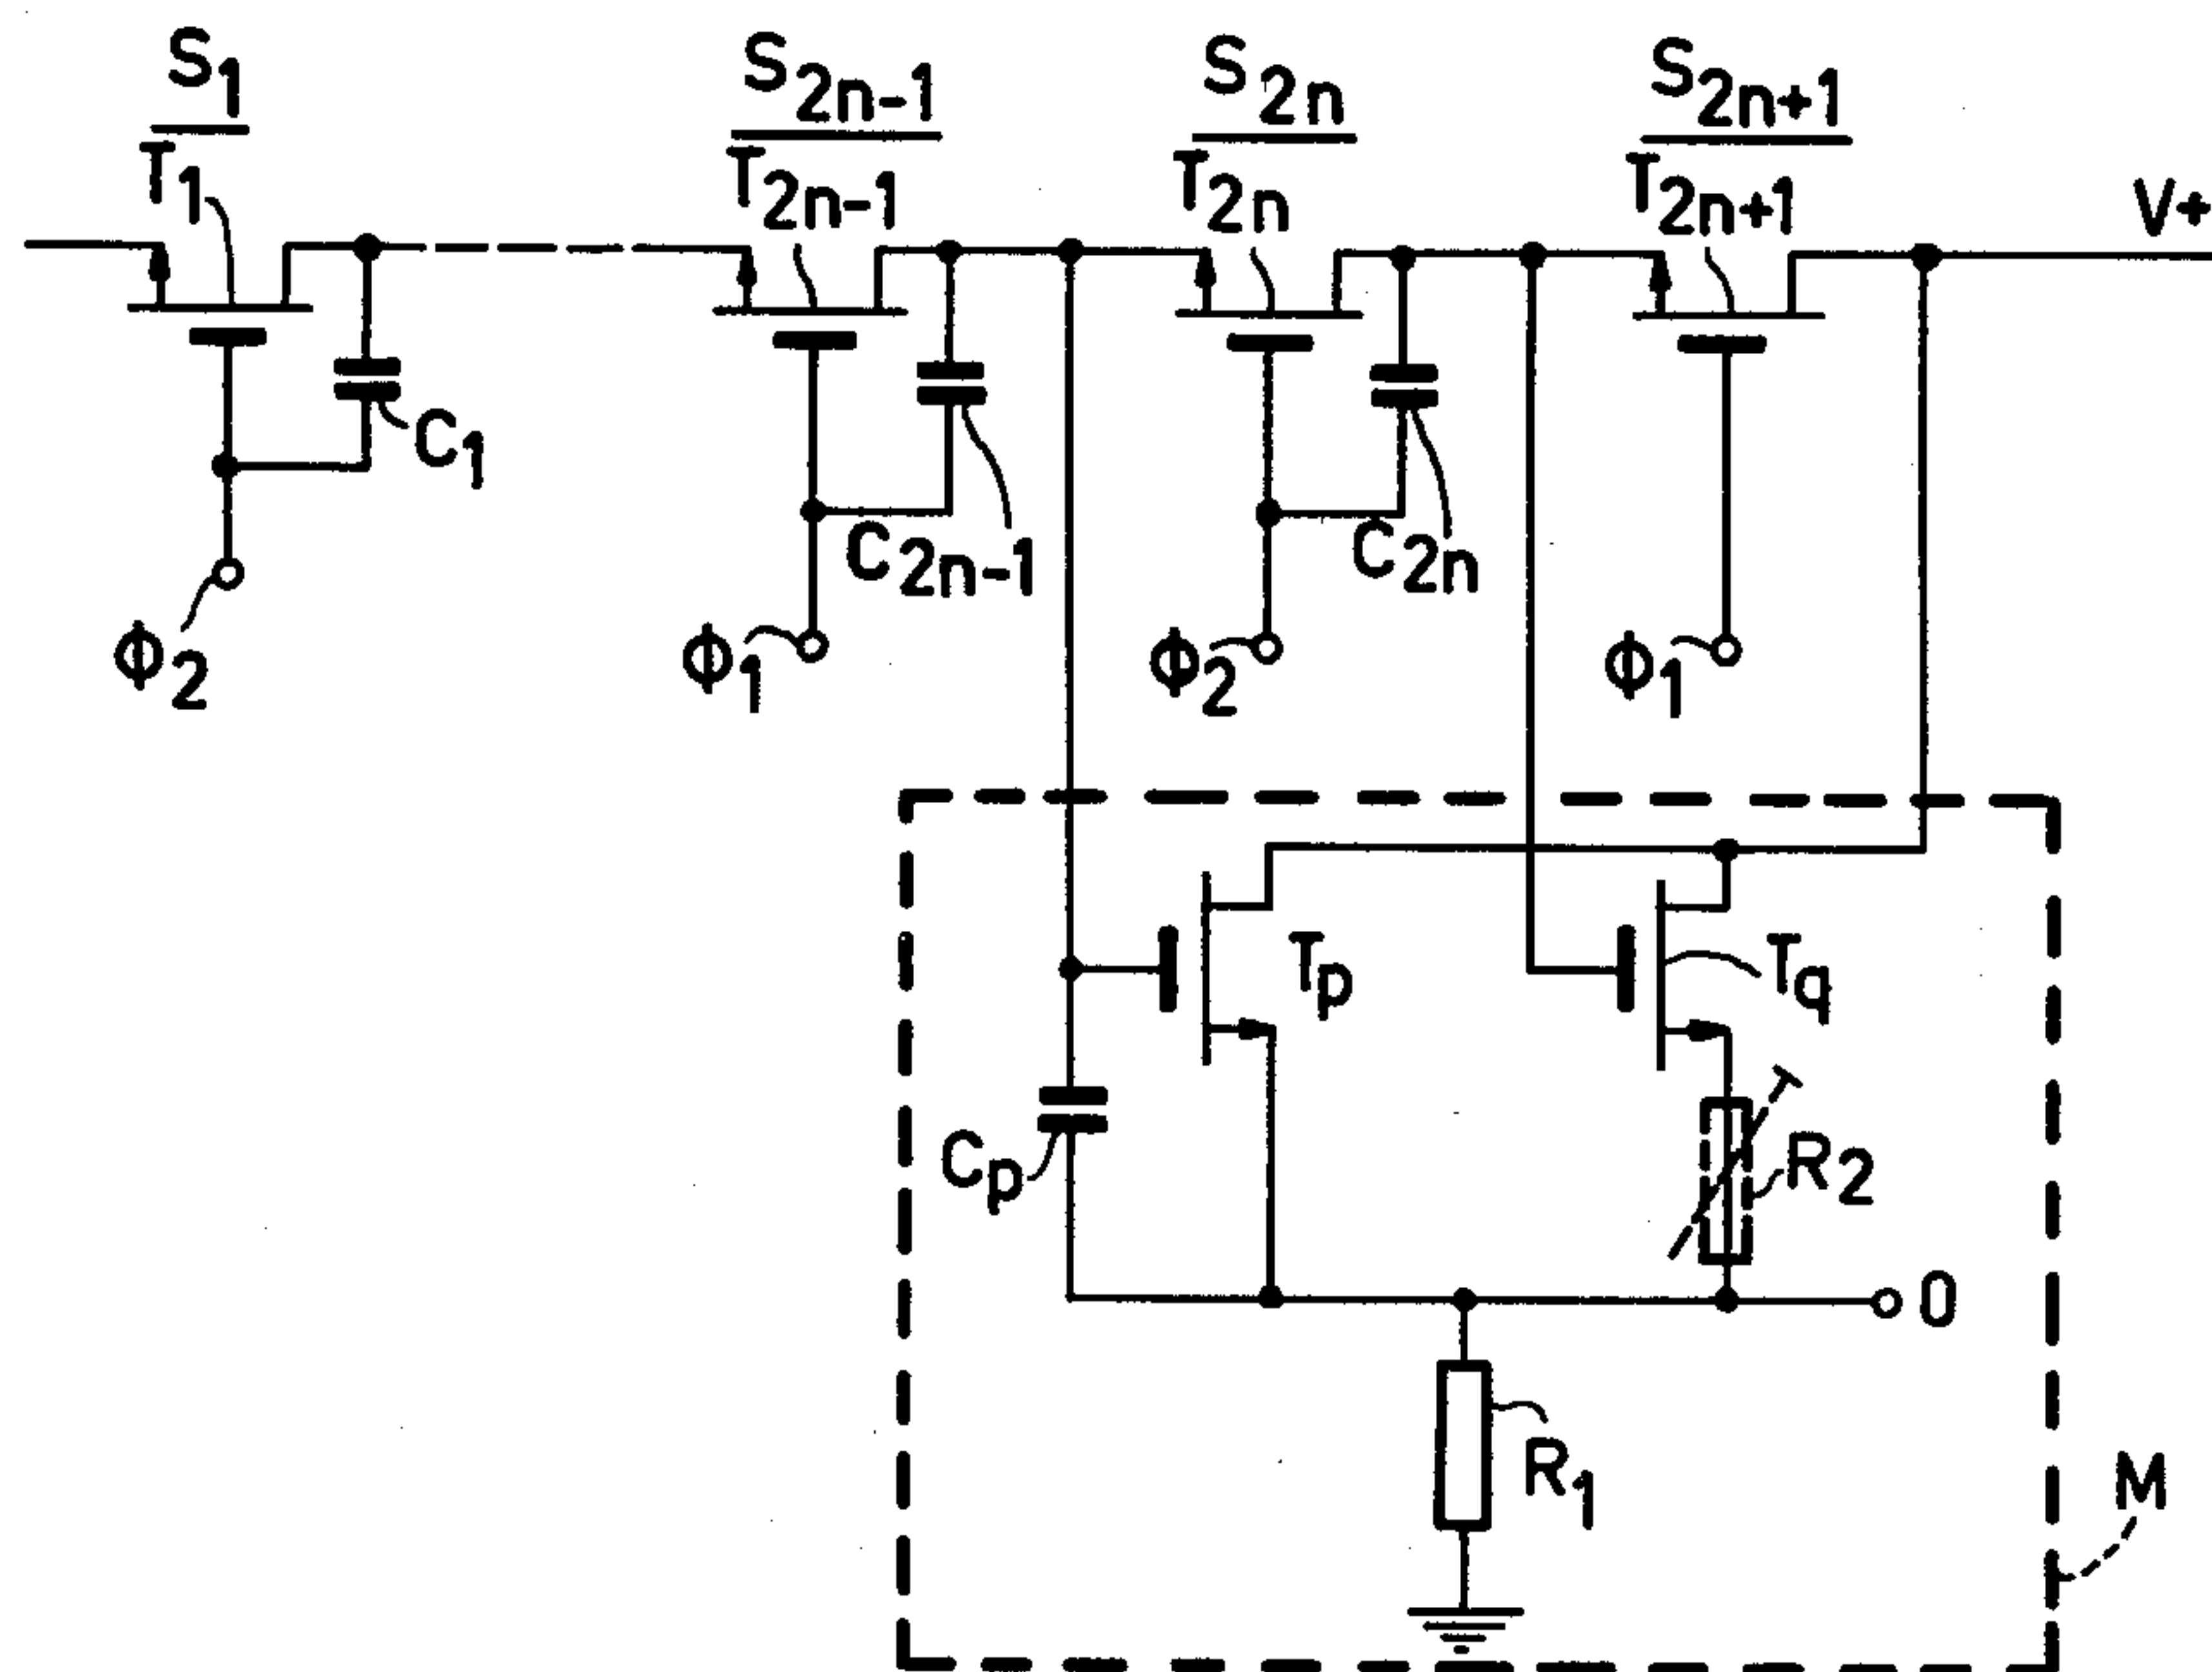 S1
S2n-1
S2n
S2n+1
T1
T2n-1
T2n
T2n+1
V+
C1
C2n-1
C2n
ϕ2
ϕ1
ϕ2
ϕ1
Tp
Tq
T
Cp
R2
O
R1
M